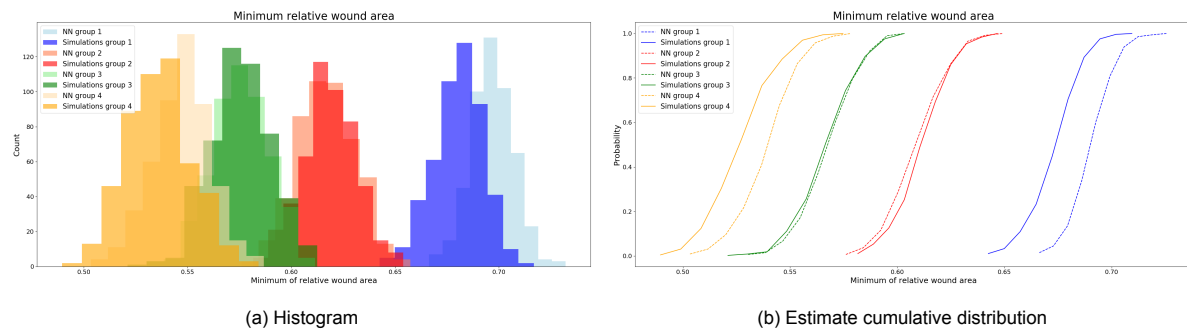 Minimum relative wound area
NN group 1
Simulations group 1
NN group 2
Simulations group 2
NN group 3
Simulations group 3
NN group 4
Simulations group 4
120
100
80
60
40
20
0
Count
0.50 0.55 0.60 0.65 0.70
Minimum of relative wound area
(a) Histogram
Minimum relative wound area
NN group 1
Simulations group 1
NN group 2
Simulations group 2
NN group 3
Simulations group 3
NN group 4
Simulations group 4
1.0
0.8
0.6
0.4
0.2
0.0
Probability
0.50 0.55 0.60 0.65 0.70
Minimum of relative wound area
(b) Estimate cumulative distribution